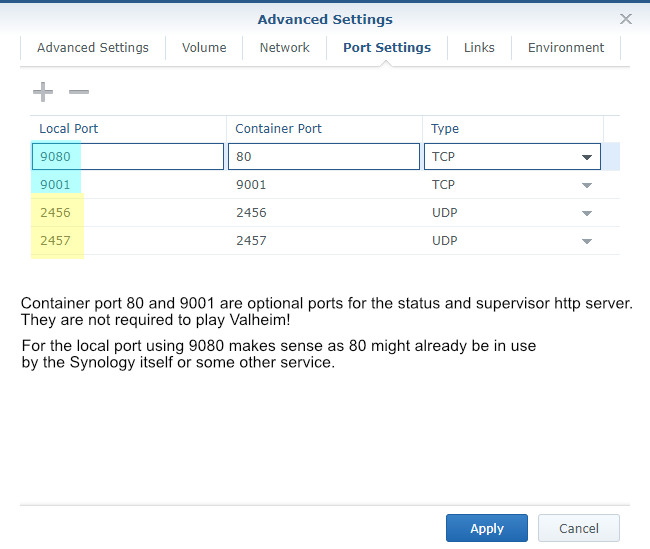 Advanced Settings
Advanced Settings Volume Network Port Settings Links Environment
Local Port Container Port Type
9080 80 TCP
9001 9001 TCP
2456 2456 UDP
2457 2457 UDP
Container port 80 and 9001 are optional ports for the status and supervisor http server.
They are not required to play Valheim!
For the local port using 9080 makes sense as 80 might already be in use
by the Synology itself or some other service.
Apply Cancel